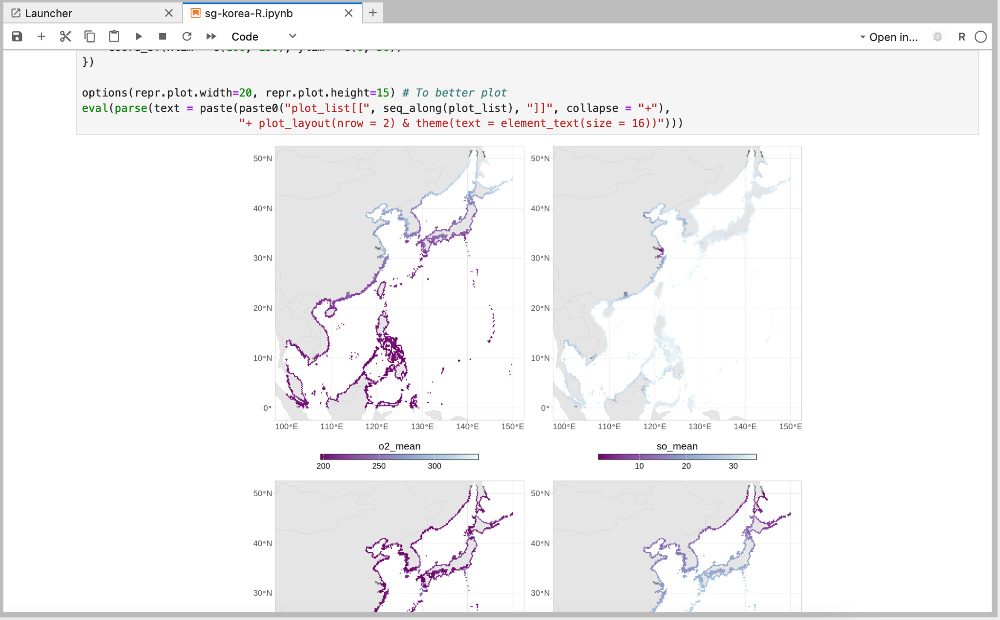 Launcher
sg-korea-R.ipynb
Code
Open in...
R
})
options(repr.plot.width=20, repr.plot.height=15) # To better plot
eval(parse(text = paste(paste0("plot_list[[", seq_along(plot_list), "]]", collapse = "+"),
"+ plot_layout(nrow = 2) & theme(text = element_text(size = 16))")))
50°N
40°N
30°N
20°N
10°N
0°
100°E 110°E 120°E 130°E 140°E 150°E
o2_mean
200 250 300
50°N
40°N
30°N
20°N
10°N
0°
100°E 110°E 120°E 130°E 140°E 150°E
so_mean
10 20 30
50°N
40°N
30°N
50°N
40°N
30°N